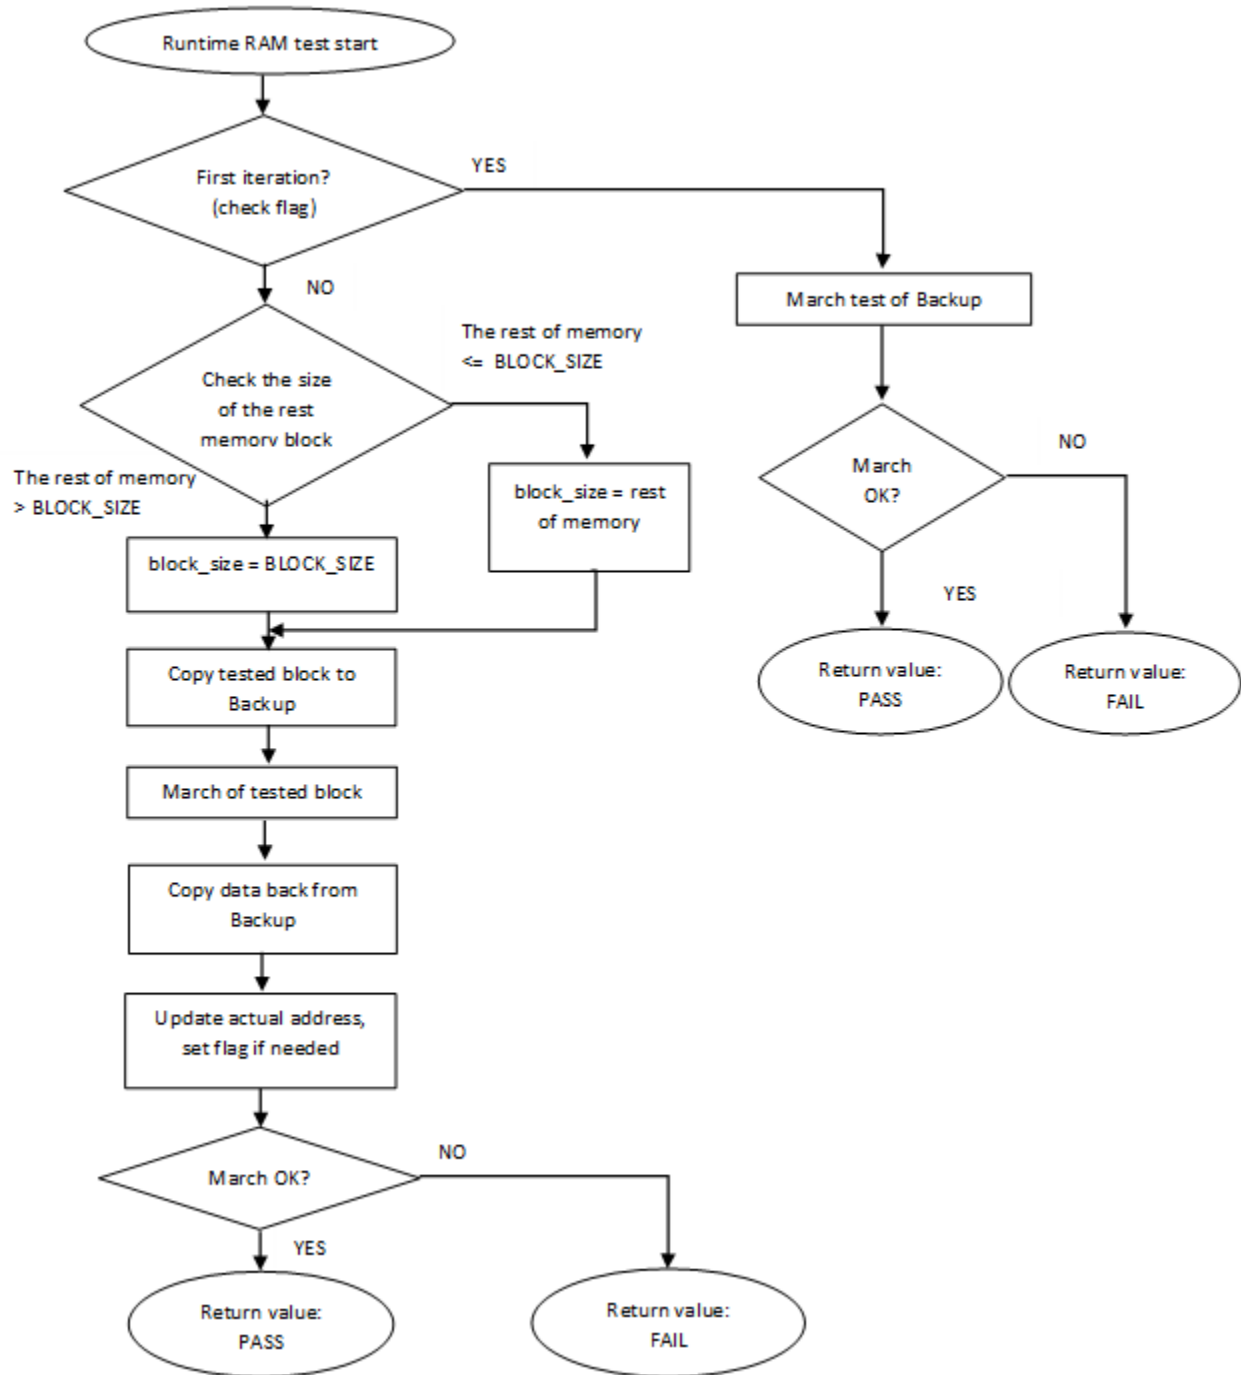 Runtime RAM test start
First iteration?
(check flag)
YES
NO
March test of Backup
The rest of memory
<= BLOCK_SIZE
Check the size
of the rest
memory block
The rest of memory
> BLOCK_SIZE
block_size = rest
of memory
March
OK?
NO
YES
block_size = BLOCK_SIZE
Copy tested block to
Backup
Return value:
PASS
Return value:
FAIL
March of tested block
Copy data back from
Backup
Update actual address,
set flag if needed
March OK?
NO
YES
Return value:
PASS
Return value:
FAIL